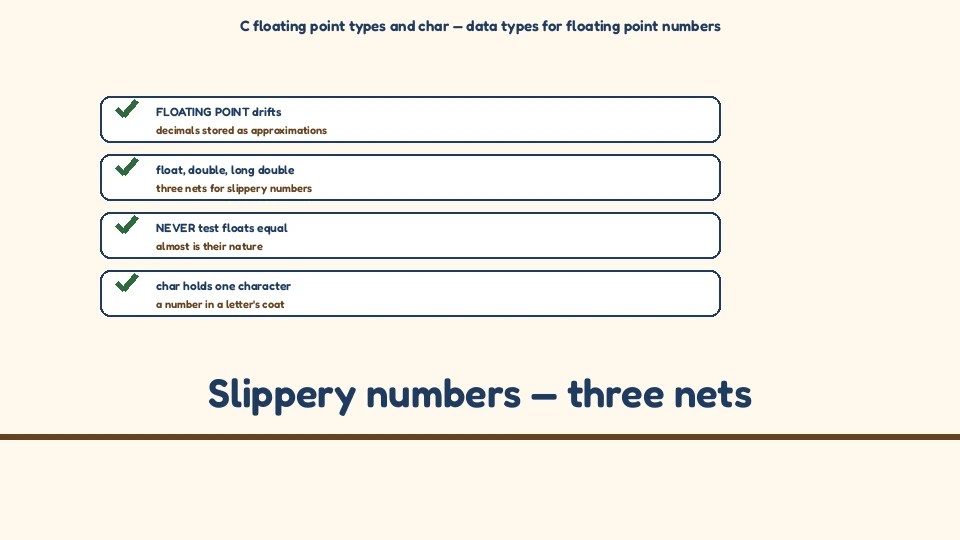 C floating point types and char — data types for floating point numbers
FLOATING POINT drifts
decimals stored as approximations
float, double, long double
three nets for slippery numbers
NEVER test floats equal
almost is their nature
char holds one character
a number in a letter's coat
Slippery numbers — three nets